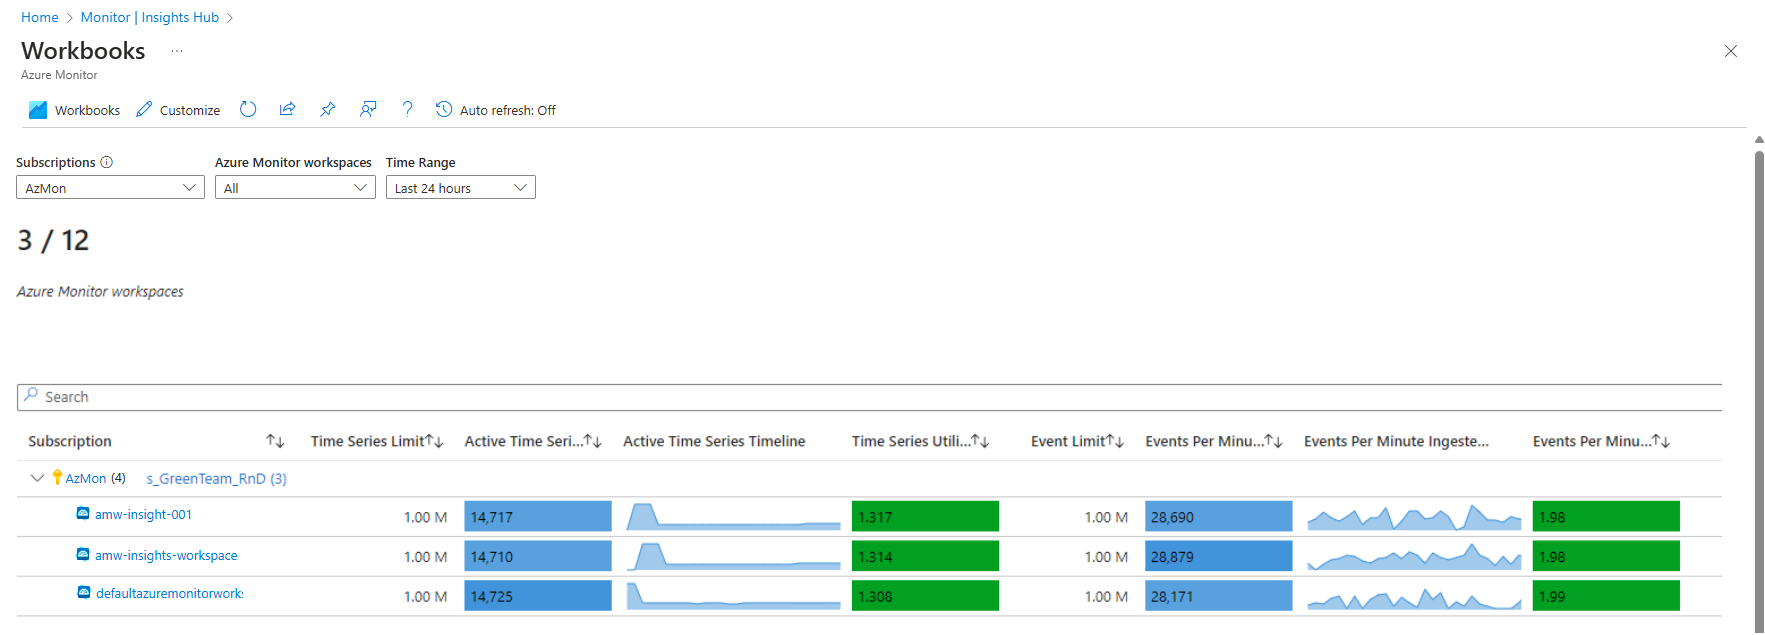 Home > Monitor | Insights Hub >
Workbooks ...
Azure Monitor
Workbooks Customize ? Auto refresh: Off
Subscriptions Azure Monitor workspaces Time Range
AzMon All Last 24 hours
3 / 12
Azure Monitor workspaces
Search
Subscription Time Series Limit Active Time Seri... Active Time Series Timeline Time Series Utili... Event Limit Events Per Minu... Events Per Minute Ingeste... Events Per Minu...
AzMon (4) s_GreenTeam_RnD (3)
amw-insight-001 1.00 M 14,717 1.317 1.00 M 28,690 1.98
amw-insights-workspace 1.00 M 14,710 1.314 1.00 M 28,879 1.98
defaultazuremonitorworks 1.00 M 14,725 1.308 1.00 M 28,171 1.99